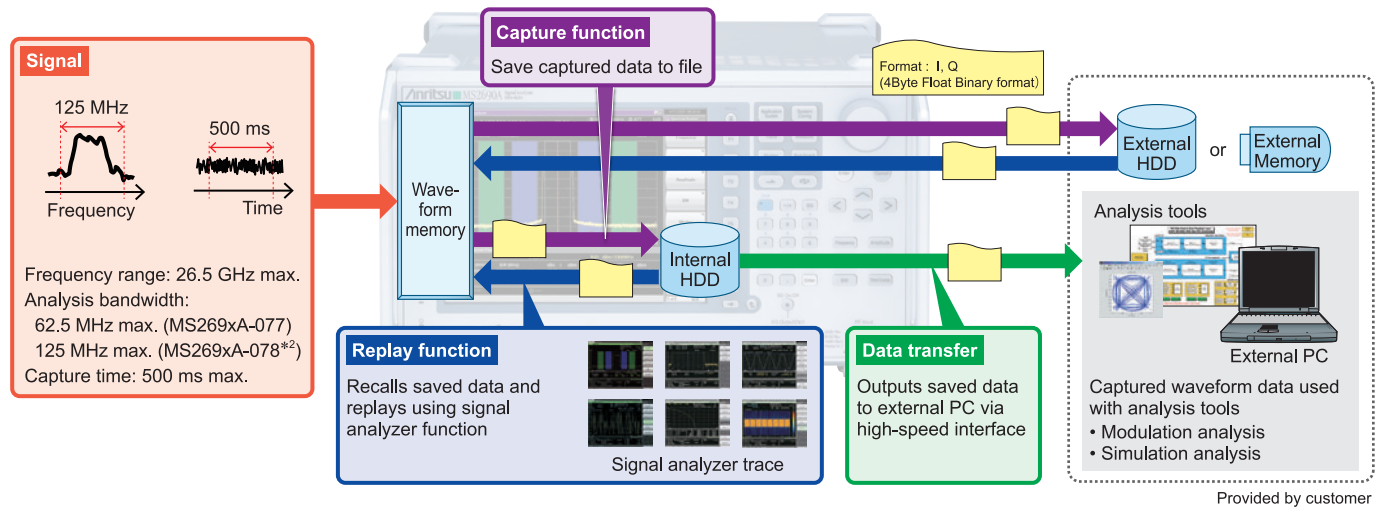 Signal
125 MHz
500 ms
Frequency
Time
Frequency range: 26.5 GHz max.
Analysis bandwidth:
62.5 MHz max. (MS269xA-077)
125 MHz max. (MS269xA-078*2)
Capture time: 500 ms max.
Capture function
Save captured data to file
Anritsu MS2690A
Wave-
form
memory
Internal
HDD
Format : I, Q
(4Byte Float Binary format)
External
HDD
or
External
Memory
Replay function
Recalls saved data and
replays using signal
analyzer function
Signal analyzer trace
Data transfer
Outputs saved data
to external PC via
high-speed interface
Analysis tools
External PC
Captured waveform data used
with analysis tools
• Modulation analysis
• Simulation analysis
Provided by customer